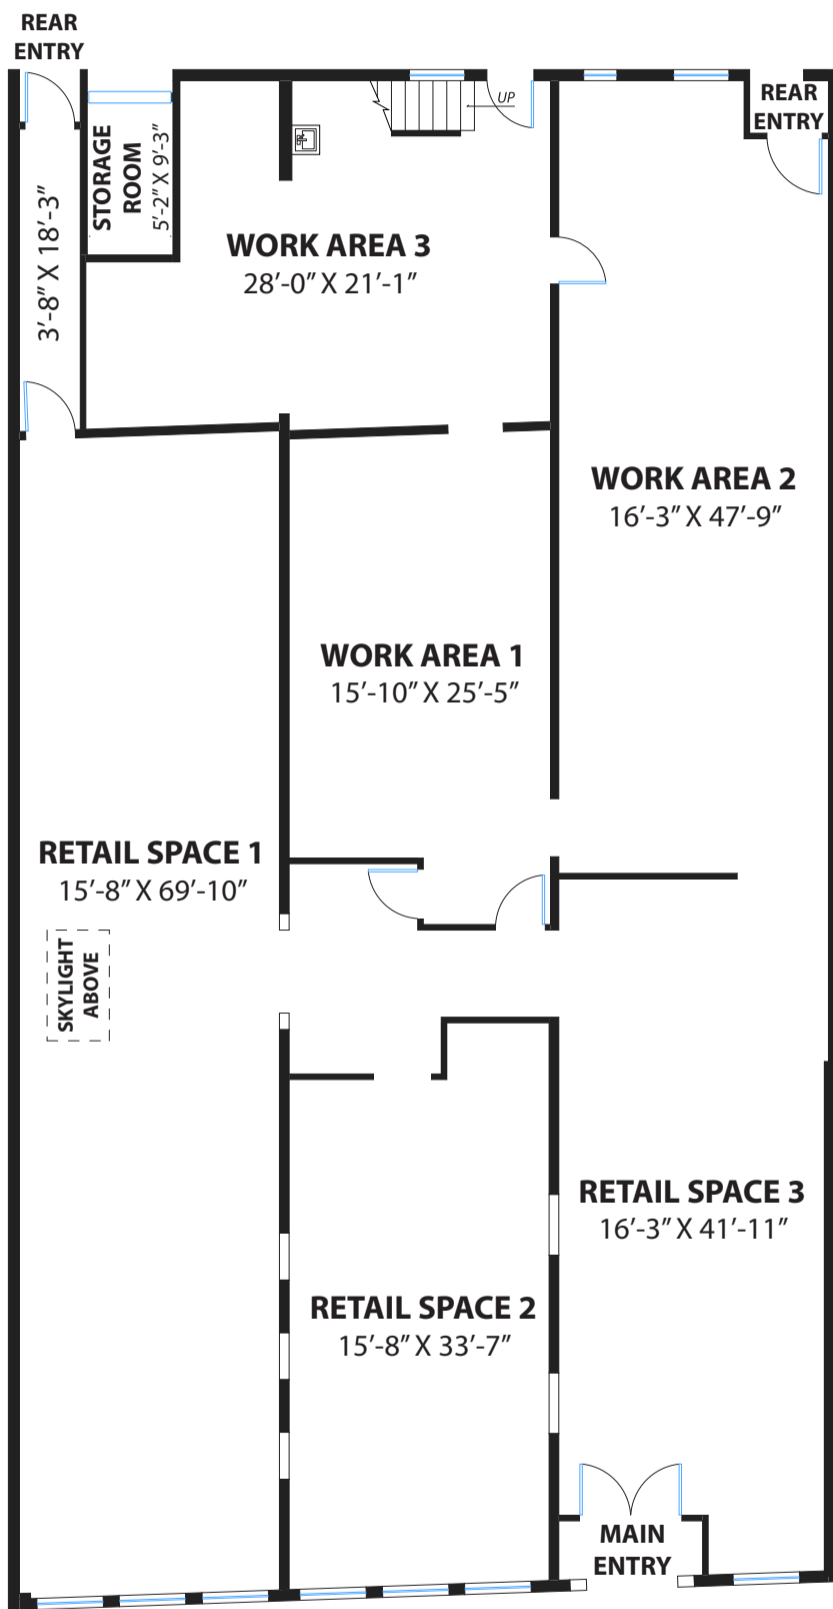 REAR
ENTRY
REAR
ENTRY
UP
STORAGE
ROOM
5′-2″ X 9′-3″
3′-8″ X 18′-3″
WORK AREA 3
28′-0″ X 21′-1″
WORK AREA 2
16′-3″ X 47′-9″
WORK AREA 1
15′-10″ X 25′-5″
RETAIL SPACE 1
15′-8″ X 69′-10″
SKYLIGHT
ABOVE
RETAIL SPACE 3
16′-3″ X 41′-11″
RETAIL SPACE 2
15′-8″ X 33′-7″
MAIN
ENTRY